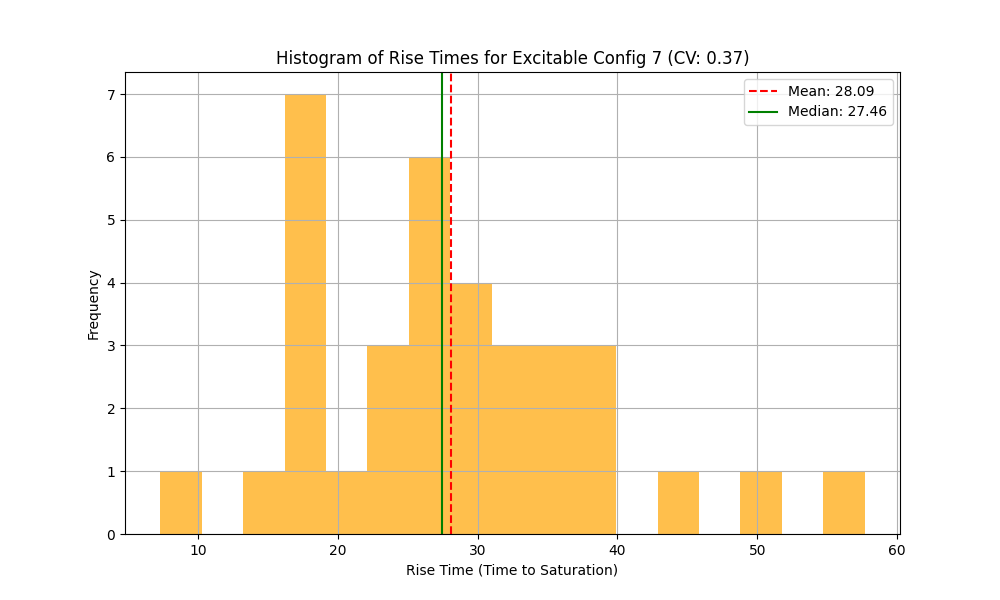 Histogram of Rise Times for Excitable Config 7 (CV: 0.37)
Mean: 28.09
Median: 27.46
Frequency
7
6
5
4
3
2
1
0
10 20 30 40 50 60
Rise Time (Time to Saturation)